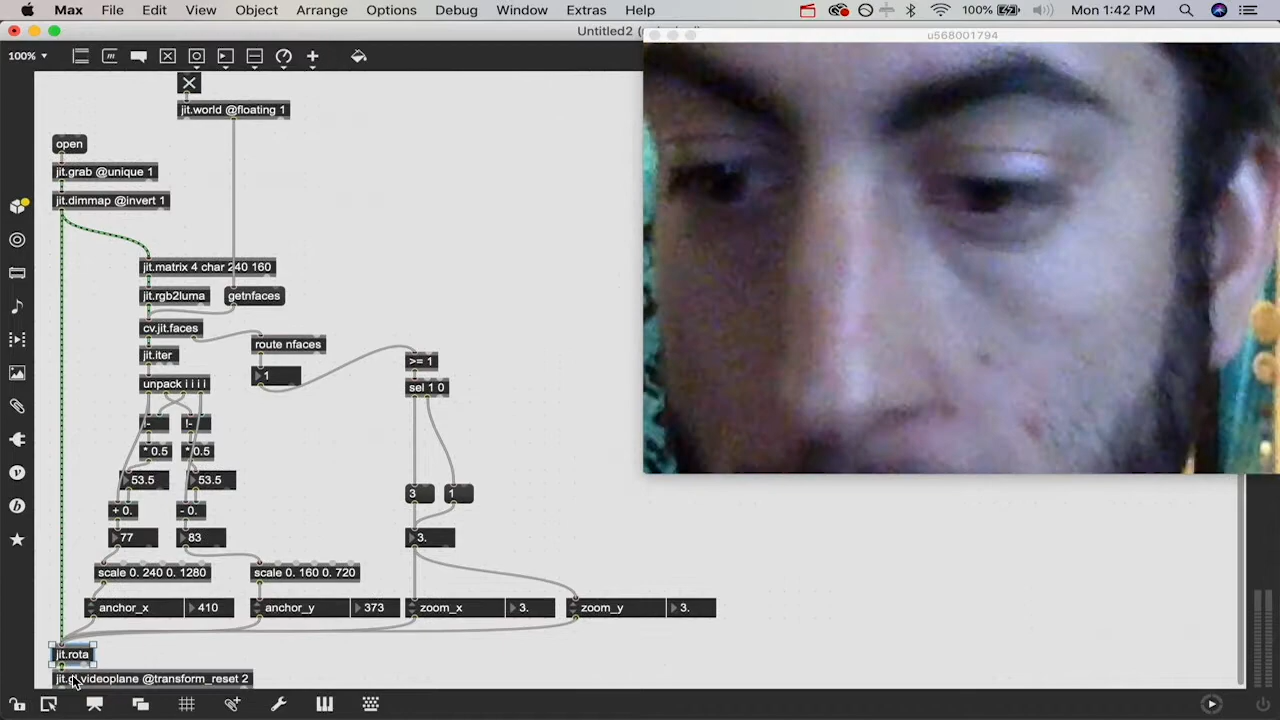 Max File Edit View Object Arrange Options Debug Window Extras Help 100% Mon 1:42 PM
Untitled2
u568001794
100%
jit.world @floating 1
open
jit.grab @unique 1
jit.dimmap @invert 1
jit.matrix 4 char 240 160
jit.rgb2luma getnfaces
cv.jit.faces
route nfaces
jit.iter
>= 1
1
unpack i i i i
sel 1 0
!- !-
* 0.5 * 0.5
53.5 53.5
3 1
+ 0. - 0.
77 83 3.
scale 0. 240 0. 1280 scale 0. 160 0. 720
anchor_x 410 anchor_y 373 zoom_x 3. zoom_y 3.
jit.rota
jit.gl.videoplane @transform_reset 2